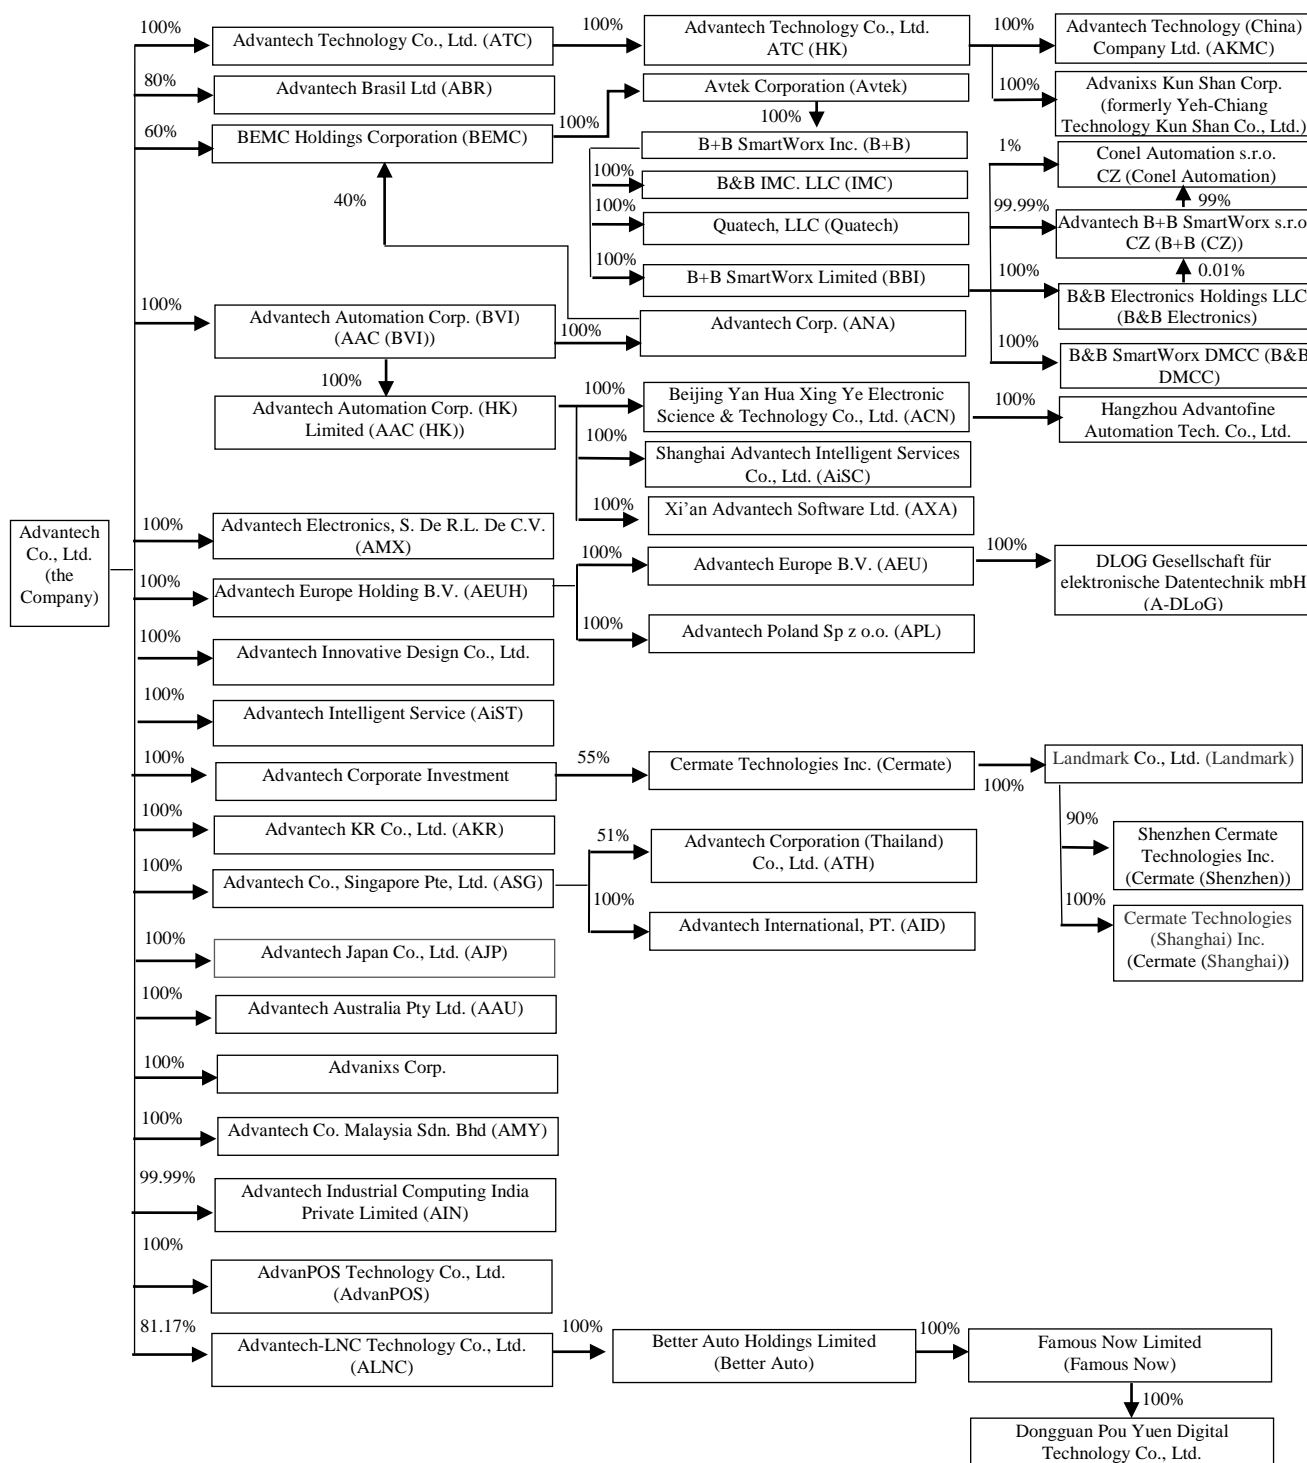 100%
Advantech Technology Co., Ltd. (ATC)
100%
Advantech Technology Co., Ltd.
ATC (HK)
100%
Advantech Technology (China)
Company Ltd. (AKMC)
80%
Advantech Brasil Ltd (ABR)
Avtek Corporation (Avtek)
100%
Advanixs Kun Shan Corp.
(formerly Yeh-Chiang
Technology Kun Shan Co., Ltd.)
60%
BEMC Holdings Corporation (BEMC)
100%
100%
B+B SmartWorx Inc. (B+B)
1%
Conel Automation s.r.o.
CZ (Conel Automation)
100%
B&B IMC. LLC (IMC)
40%
99%
100%
Quatech, LLC (Quatech)
99.99%
Advantech B+B SmartWorx s.r.o
CZ (B+B (CZ))
100%
B+B SmartWorx Limited (BBI)
0.01%
100%
B&B Electronics Holdings LLC
(B&B Electronics)
100%
Advantech Automation Corp. (BVI)
(AAC (BVI))
100%
Advantech Corp. (ANA)
100%
B&B SmartWorx DMCC (B&B
DMCC)
100%
Advantech Automation Corp. (HK)
Limited (AAC (HK))
100%
Beijing Yan Hua Xing Ye Electronic
Science & Technology Co., Ltd. (ACN)
100%
Hangzhou Advantofine
Automation Tech. Co., Ltd.
100%
Shanghai Advantech Intelligent Services
Co., Ltd. (AiSC)
100%
Xi’an Advantech Software Ltd. (AXA)
Advantech
Co., Ltd.
(the
Company)
100%
Advantech Electronics, S. De R.L. De C.V.
(AMX)
100%
Advantech Europe Holding B.V. (AEUH)
100%
Advantech Europe B.V. (AEU)
100%
DLOG Gesellschaft für
elektronische Datentechnik mbH
(A-DLoG)
100%
Advantech Poland Sp z o.o. (APL)
100%
Advantech Innovative Design Co., Ltd.
100%
Advantech Intelligent Service (AiST)
100%
Advantech Corporate Investment
55%
Cermate Technologies Inc. (Cermate)
100%
Landmark Co., Ltd. (Landmark)
100%
Advantech KR Co., Ltd. (AKR)
90%
Shenzhen Cermate
Technologies Inc.
(Cermate (Shenzhen))
100%
Advantech Co., Singapore Pte, Ltd. (ASG)
51%
Advantech Corporation (Thailand)
Co., Ltd. (ATH)
100%
Advantech International, PT. (AID)
100%
Cermate Technologies
(Shanghai) Inc.
(Cermate (Shanghai))
100%
Advantech Japan Co., Ltd. (AJP)
100%
Advantech Australia Pty Ltd. (AAU)
100%
Advanixs Corp.
100%
Advantech Co. Malaysia Sdn. Bhd (AMY)
99.99%
Advantech Industrial Computing India
Private Limited (AIN)
100%
AdvanPOS Technology Co., Ltd.
(AdvanPOS)
81.17%
Advantech-LNC Technology Co., Ltd.
(ALNC)
100%
Better Auto Holdings Limited
(Better Auto)
100%
Famous Now Limited
(Famous Now)
100%
Dongguan Pou Yuen Digital
Technology Co., Ltd.